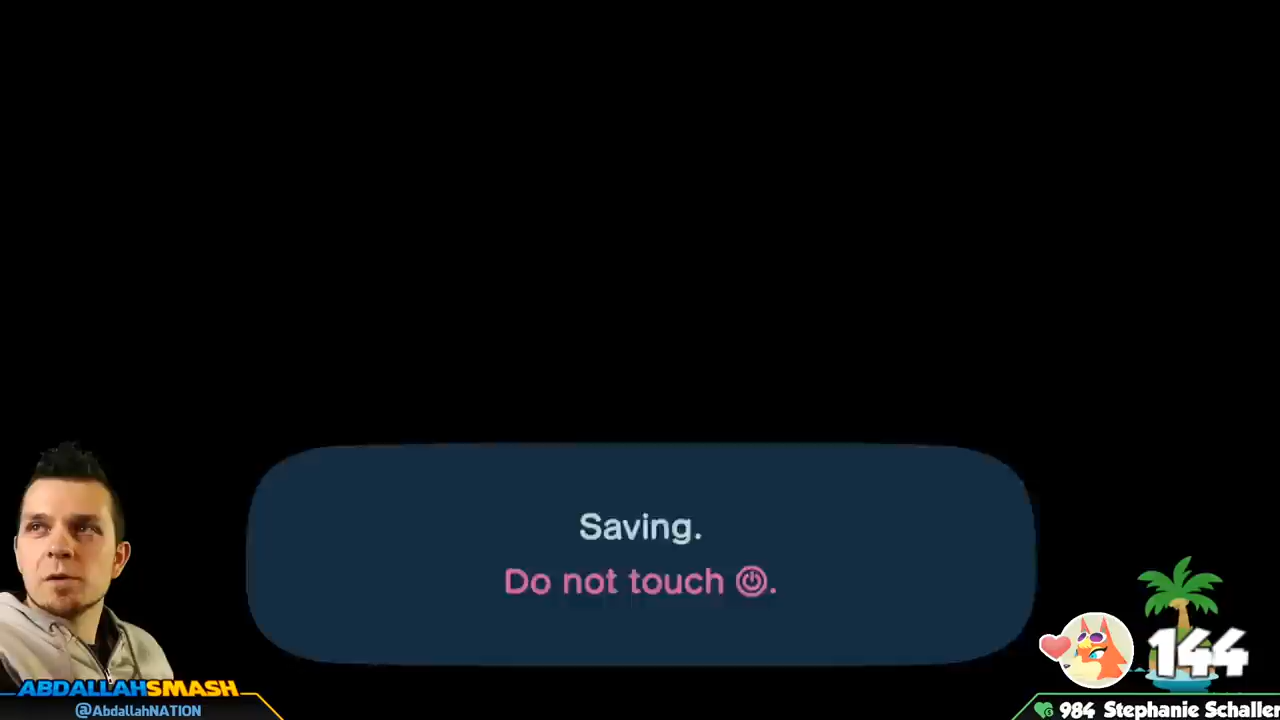 Saving.
Do not touch ⏻.
144
ABDALLAHSMASH
@AbdallahNATION
984 Stephanie Schaller